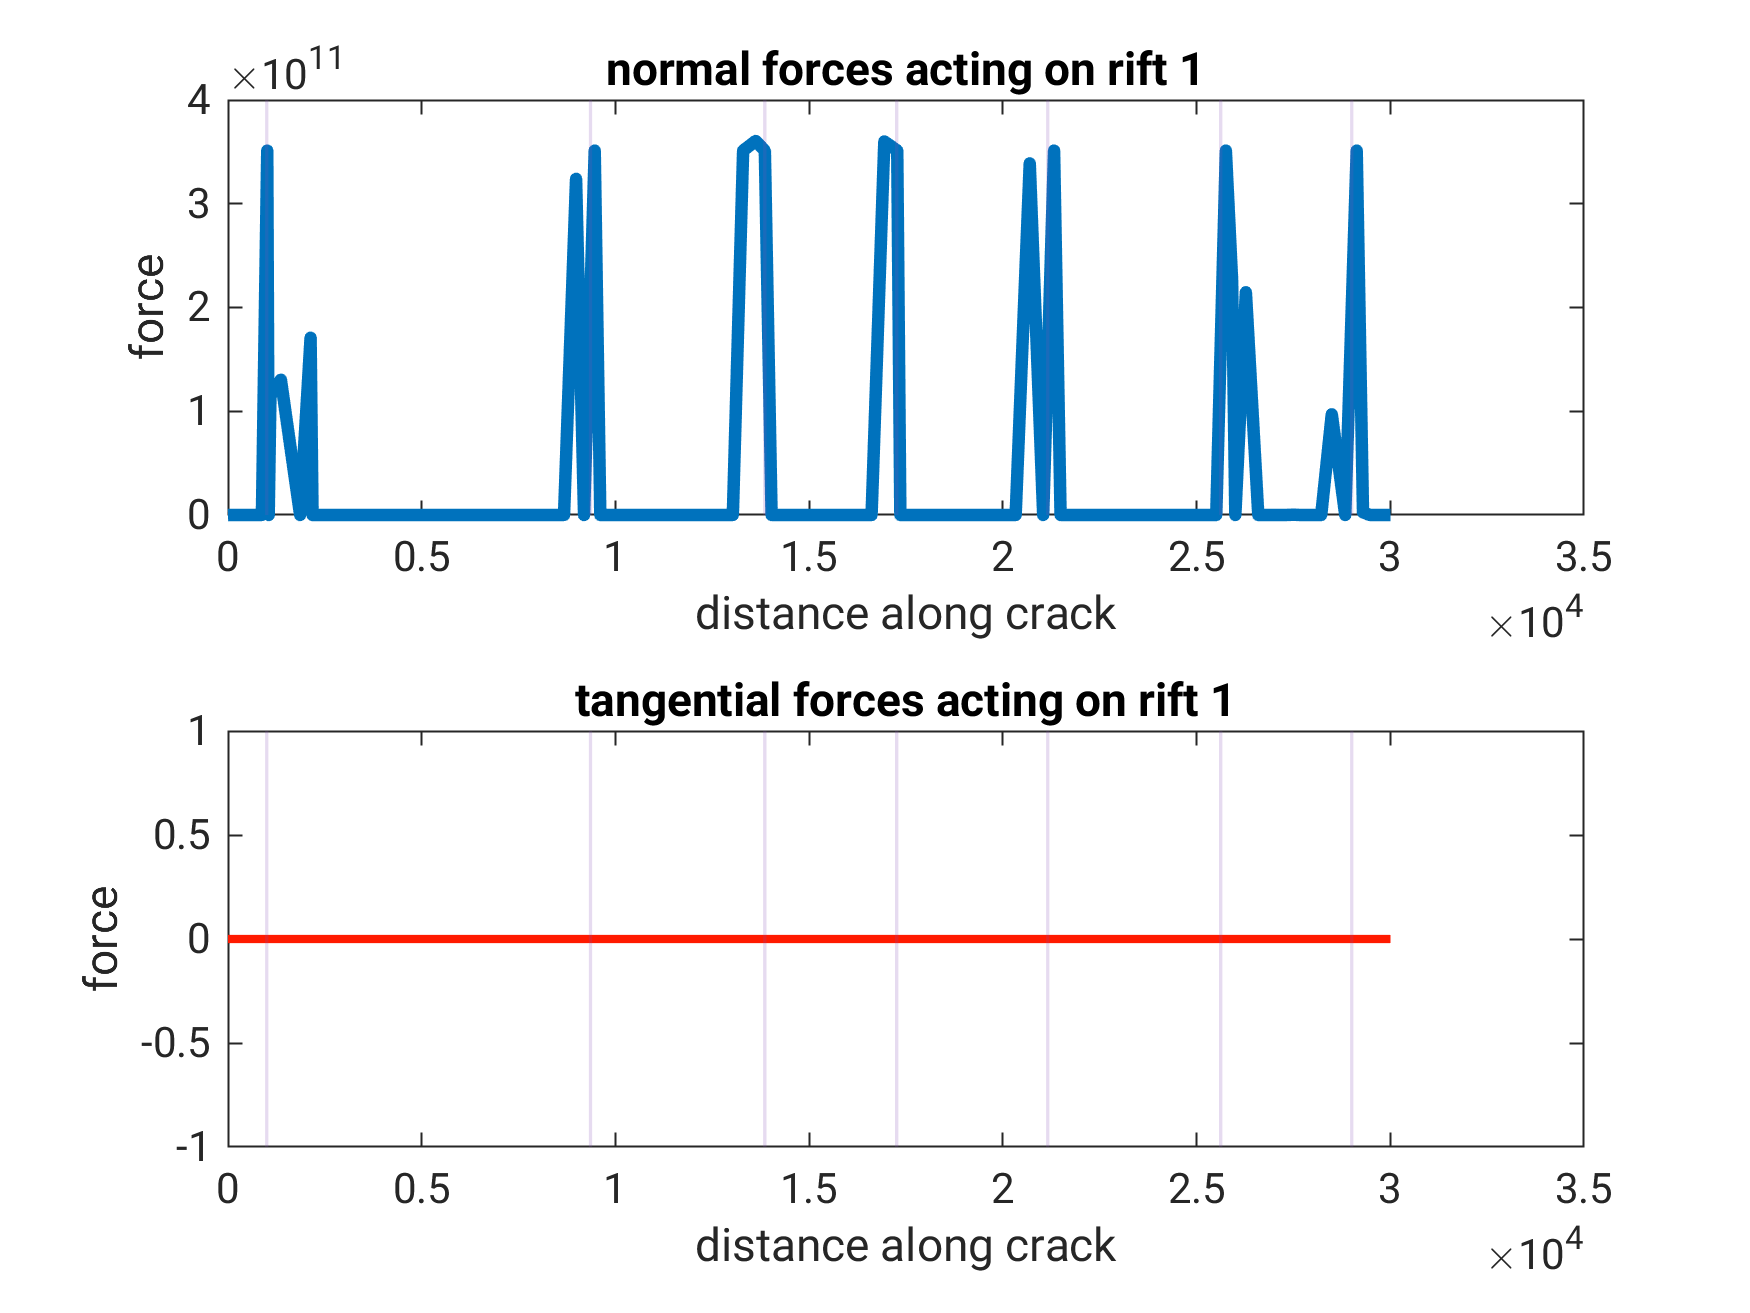 ×10^11
normal forces acting on rift 1
4
3
2
1
0
force
0 0.5 1 1.5 2 2.5 3 3.5
distance along crack
×10^4
tangential forces acting on rift 1
1
0.5
0
-0.5
-1
force
0 0.5 1 1.5 2 2.5 3 3.5
distance along crack
×10^4